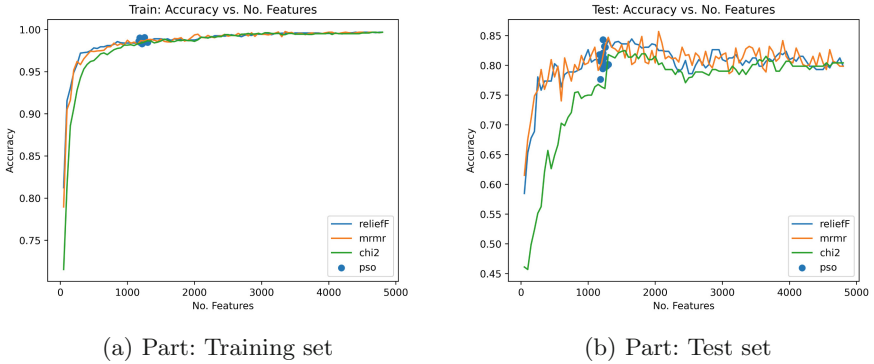 Train: Accuracy vs. No. Features
1.00
0.95
0.90
0.85
0.80
0.75
Accuracy
0
1000
2000
3000
4000
5000
No. Features
reliefF
mrmr
chi2
pso
(a) Part: Training set
Test: Accuracy vs. No. Features
0.85
0.80
0.75
0.70
0.65
0.60
0.55
0.50
0.45
Accuracy
0
1000
2000
3000
4000
5000
No. Features
reliefF
mrmr
chi2
pso
(b) Part: Test set